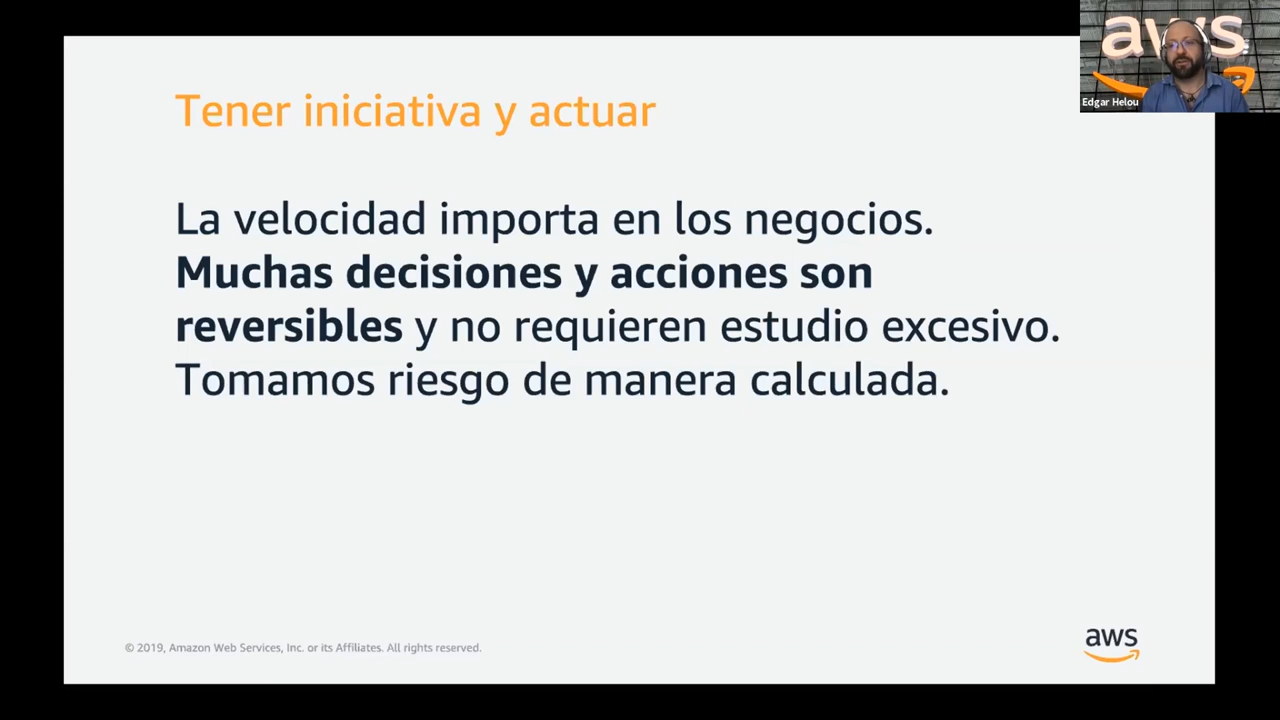 aws
Edgar Helou
Tener iniciativa y actuar
La velocidad importa en los negocios.
Muchas decisiones y acciones son
reversibles y no requieren estudio excesivo.
Tomamos riesgo de manera calculada.
© 2019, Amazon Web Services, Inc. or its Affiliates. All rights reserved.
aws